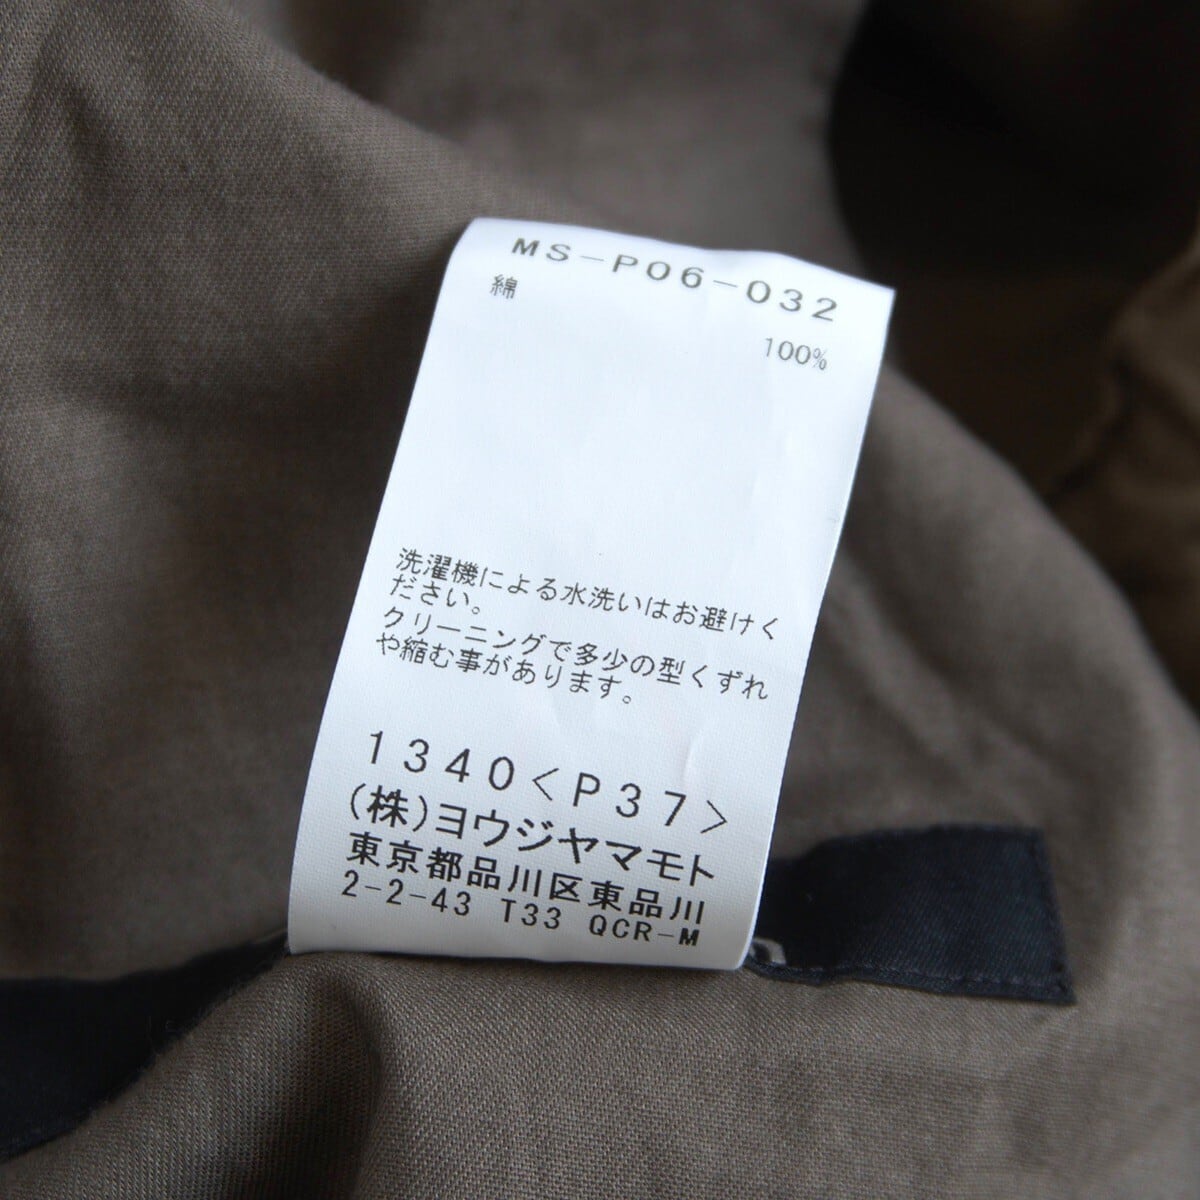 MS-P06-032
綿
100%
洗濯機による水洗いはお避けく
ださい。
クリーニングで多少の型くずれ
や縮む事があります。
1340<P37>
(株)ヨウジヤマモト
東京都品川区東品川
2-2-43 T33 QCR-M